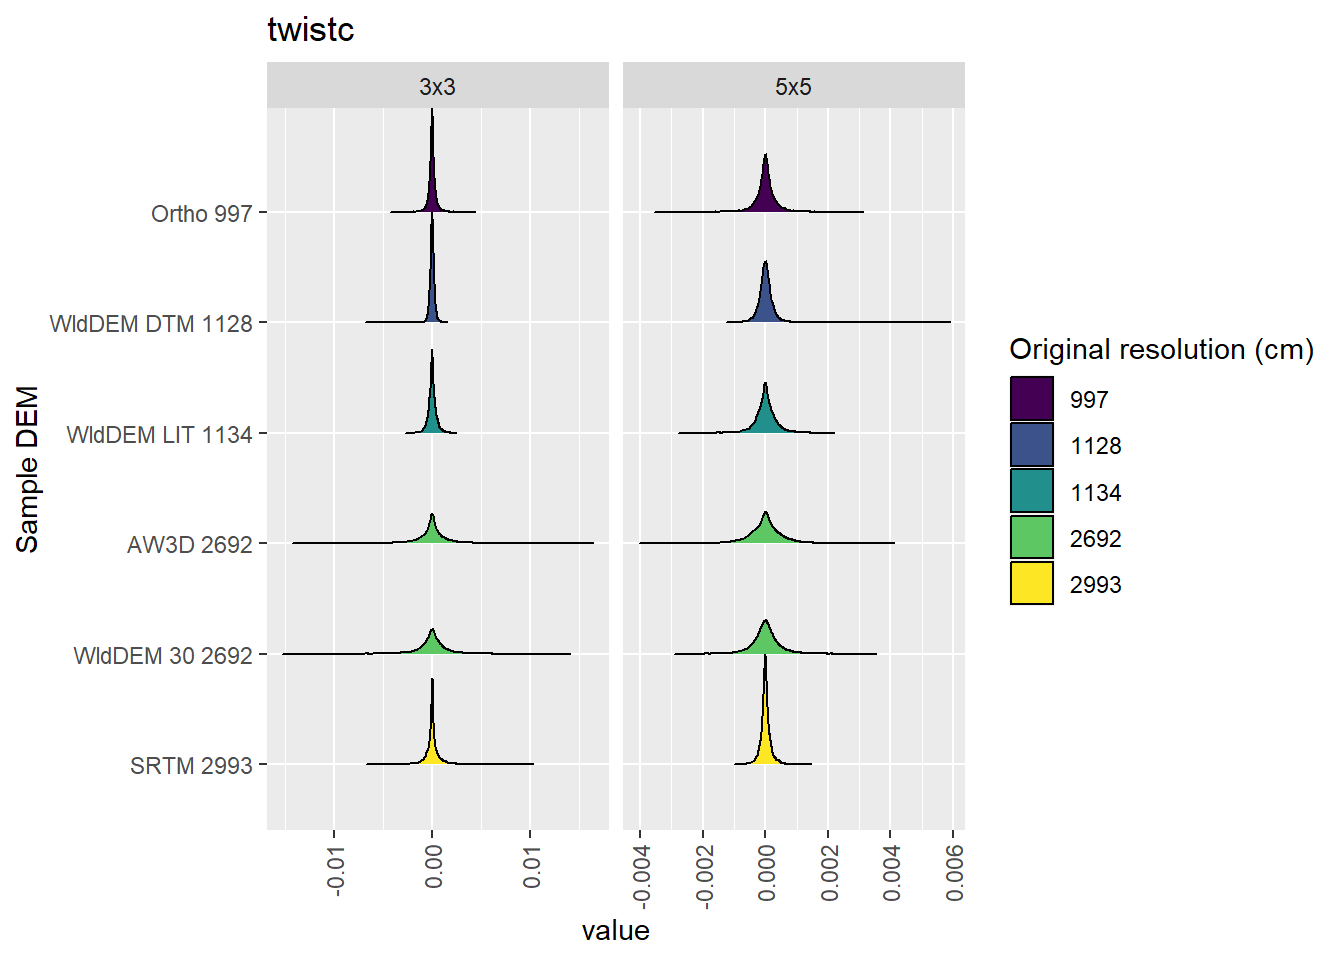 twistc
3x3
5x5
Sample DEM
Ortho 997
WldDEM DTM 1128
WldDEM LIT 1134
AW3D 2692
WldDEM 30 2692
SRTM 2993
-0.01
0.00
0.01
-0.004
-0.002
0.000
0.002
0.004
0.006
value
Original resolution (cm)
997
1128
1134
2692
2993